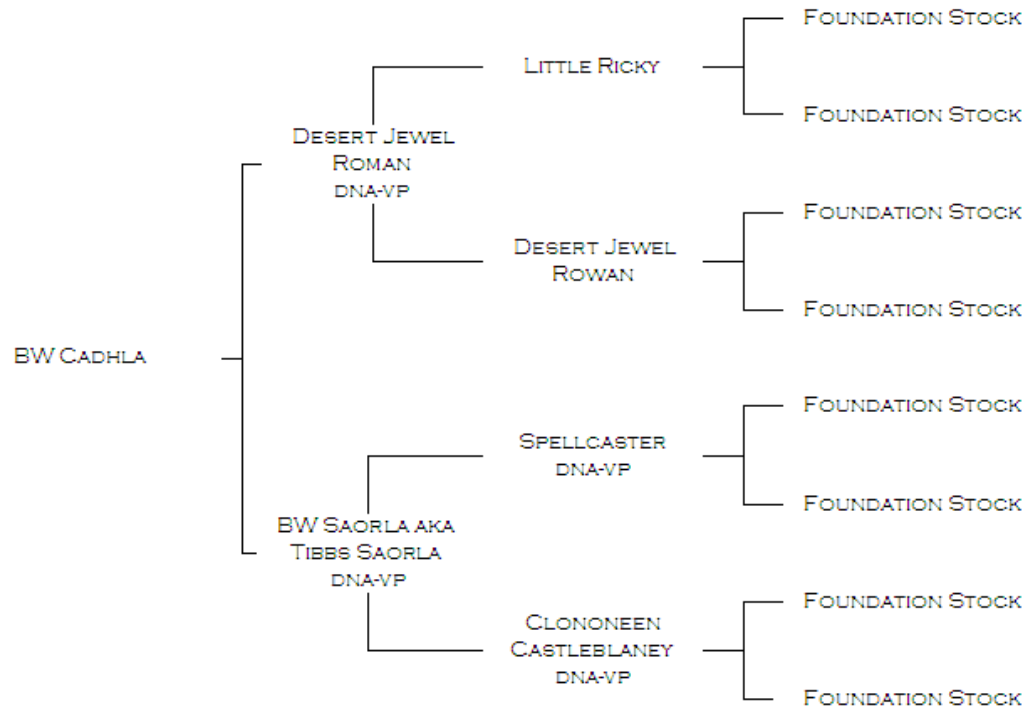 Foundation Stock
Little Ricky
Foundation Stock
Desert Jewel
Roman
DNA-VP
Foundation Stock
Desert Jewel
Rowan
Foundation Stock
BW Cadhla
Foundation Stock
Spellcaster
DNA-VP
Foundation Stock
BW Saorla aka
Tibbs Saorla
DNA-VP
Foundation Stock
Clononeen
Castleblaney
DNA-VP
Foundation Stock